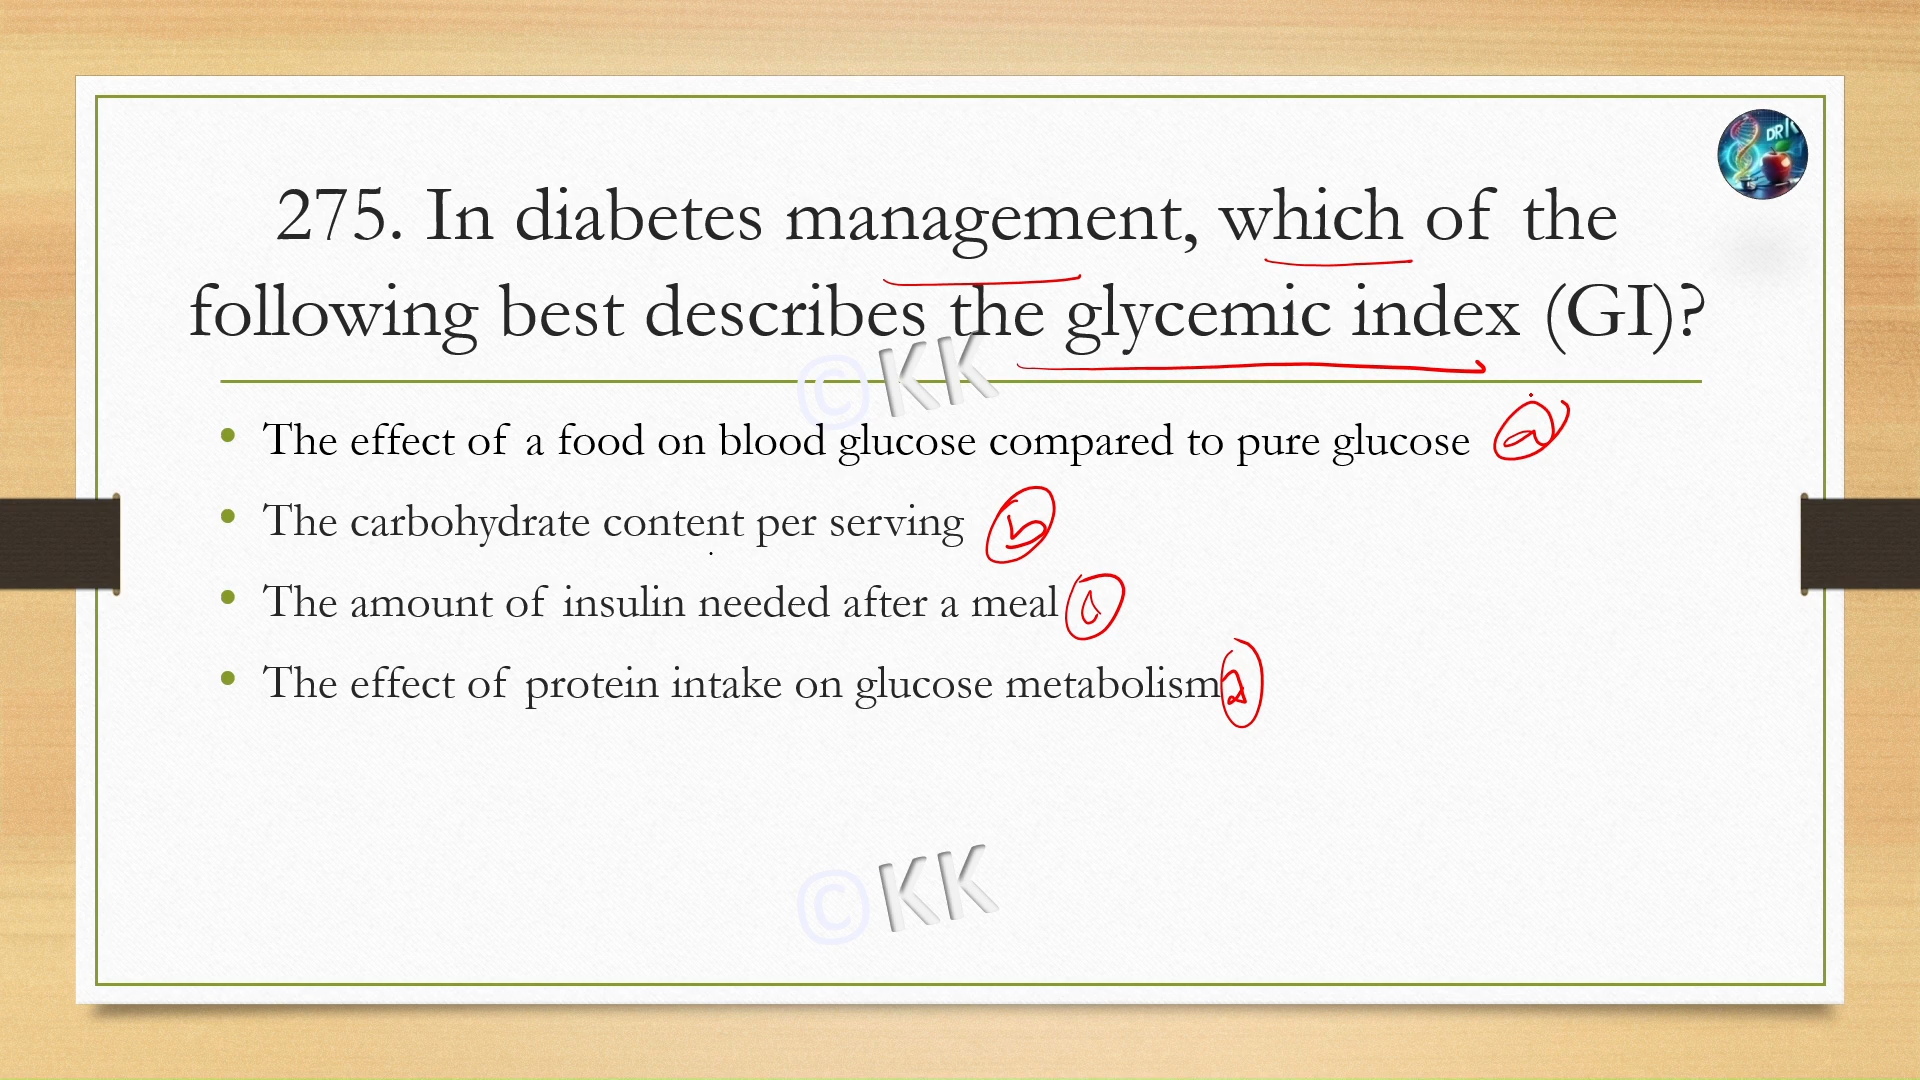 DR K
275. In diabetes management, which of the
following best describes the glycemic index (GI)?
©KK
The effect of a food on blood glucose compared to pure glucose a
The carbohydrate content per serving b
The amount of insulin needed after a meal
The effect of protein intake on glucose metabolism
©KK